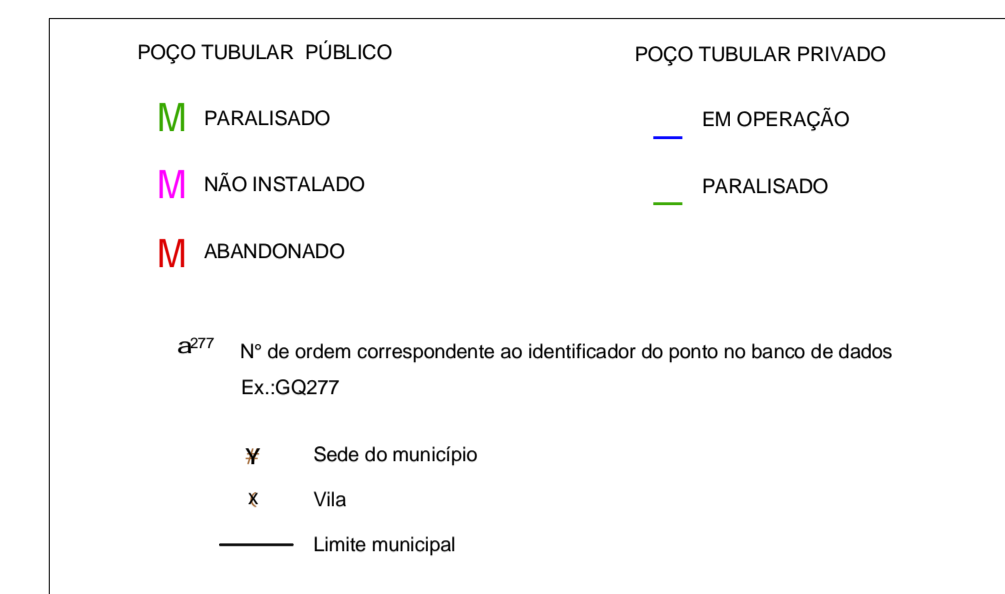 POÇO TUBULAR PÚBLICO
M PARALISADO
M NÃO INSTALADO
M ABANDONADO
POÇO TUBULAR PRIVADO
_ EM OPERAÇÃO
_ PARALISADO
a277 N° de ordem correspondente ao identificador do ponto no banco de dados
Ex.:GQ277
¥ Sede do município
x Vila
Limite municipal